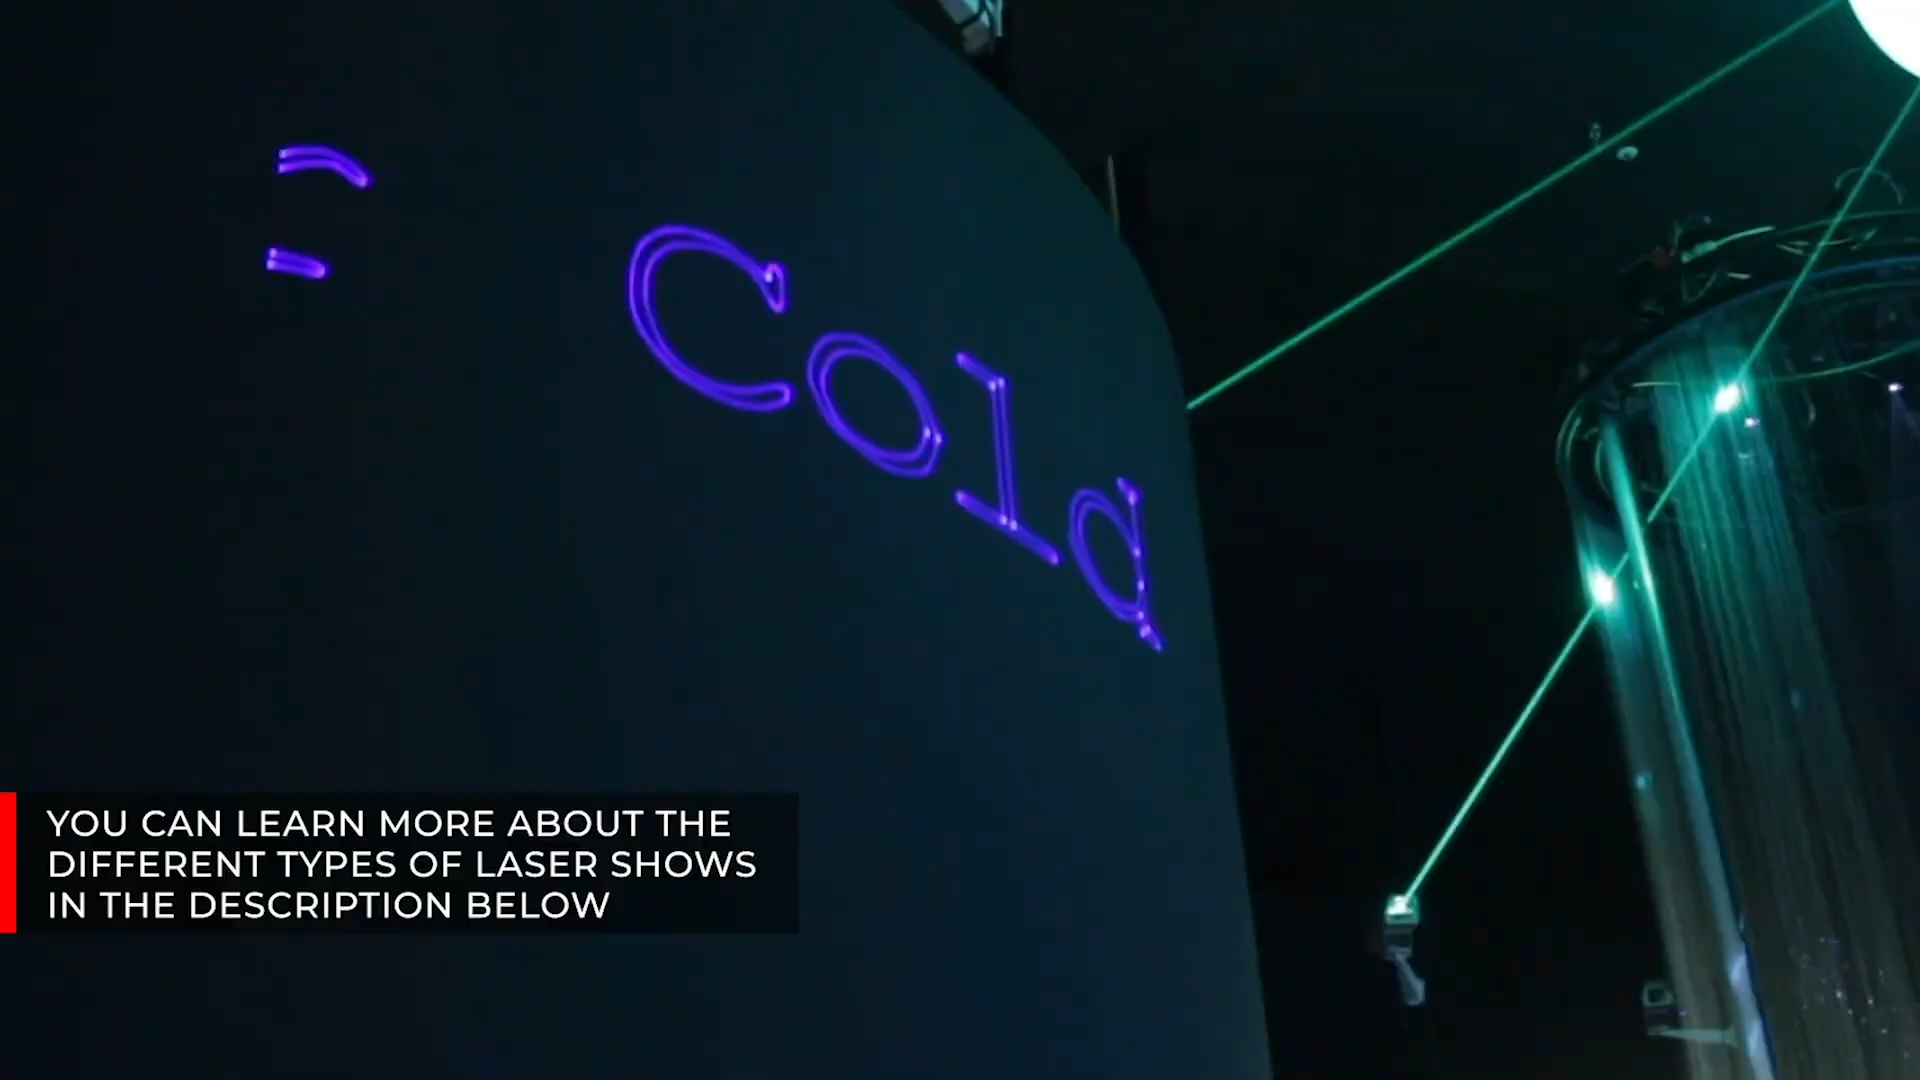 Cold
YOU CAN LEARN MORE ABOUT THE
DIFFERENT TYPES OF LASER SHOWS
IN THE DESCRIPTION BELOW